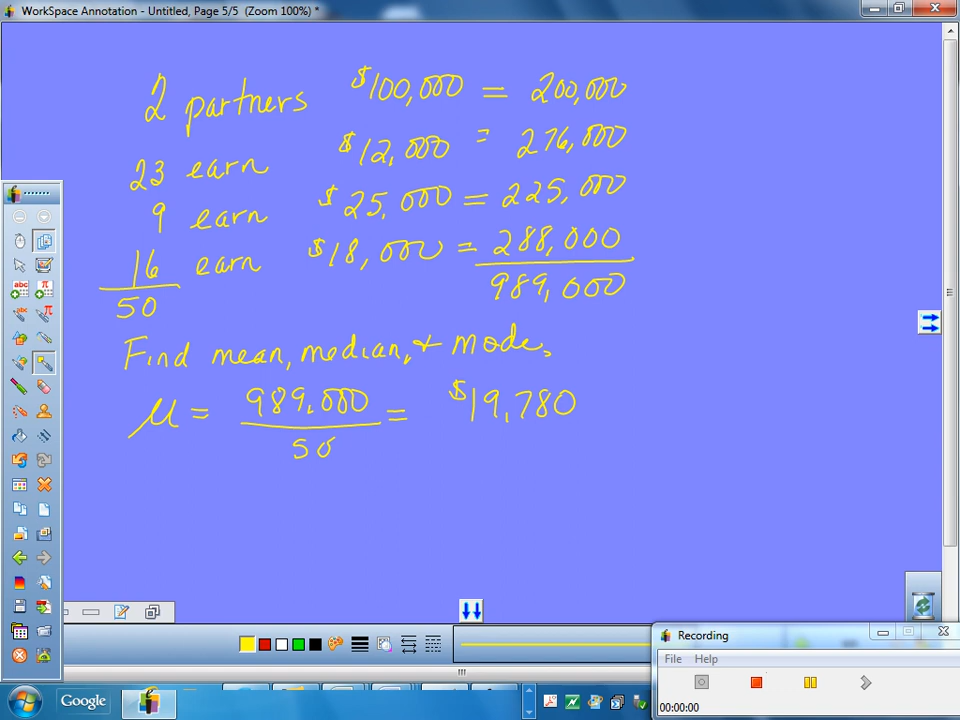 WorkSpace Annotation - Untitled, Page 5/5 (Zoom 100%) *
2 partners $100,000 = 200,000
23 earn $12,000 = 276,000
9 earn $25,000 = 225,000
16 earn $18,000 = 288,000
50 989,000
Find mean, median, & mode.
μ = 989,000 = $19,780
50
abc
π
abc
π
Recording
File Help
00:00:00
Google